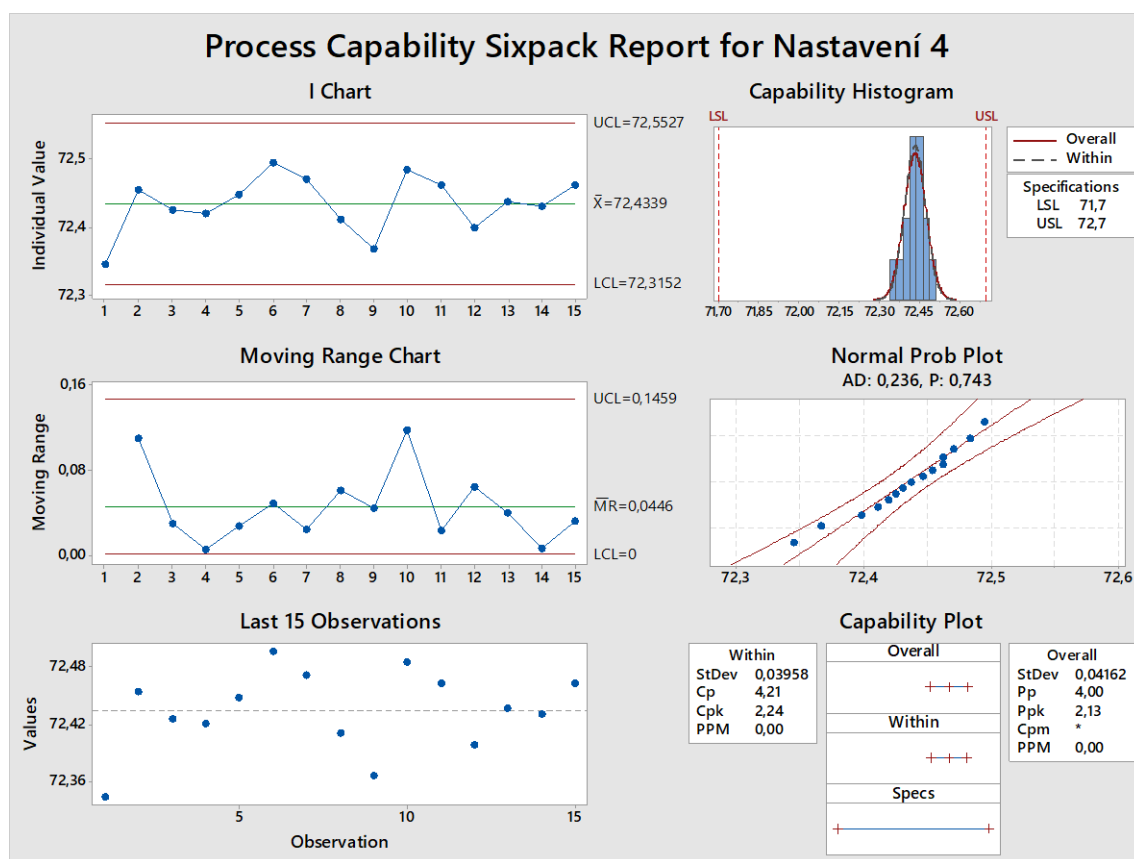 Process Capability Sixpack Report for Nastavení 4
I Chart
Individual Value
72,5
72,4
72,3
1 2 3 4 5 6 7 8 9 10 11 12 13 14 15
UCL=72,5527
X̄=72,4339
LCL=72,3152
Capability Histogram
LSL USL
71,70 71,85 72,00 72,15 72,30 72,45 72,60
Overall
Within
Specifications
LSL 71,7
USL 72,7
Moving Range Chart
Moving Range
0,16
0,08
0,00
1 2 3 4 5 6 7 8 9 10 11 12 13 14 15
UCL=0,1459
M̄R̄=0,0446
LCL=0
Normal Prob Plot
AD: 0,236, P: 0,743
72,3 72,4 72,5 72,6
Last 15 Observations
Values
72,48
72,42
72,36
5 10 15
Observation
Capability Plot
Within
StDev 0,03958
Cp 4,21
Cpk 2,24
PPM 0,00
Overall
Within
Specs
Overall
StDev 0,04162
Pp 4,00
Ppk 2,13
Cpm *
PPM 0,00